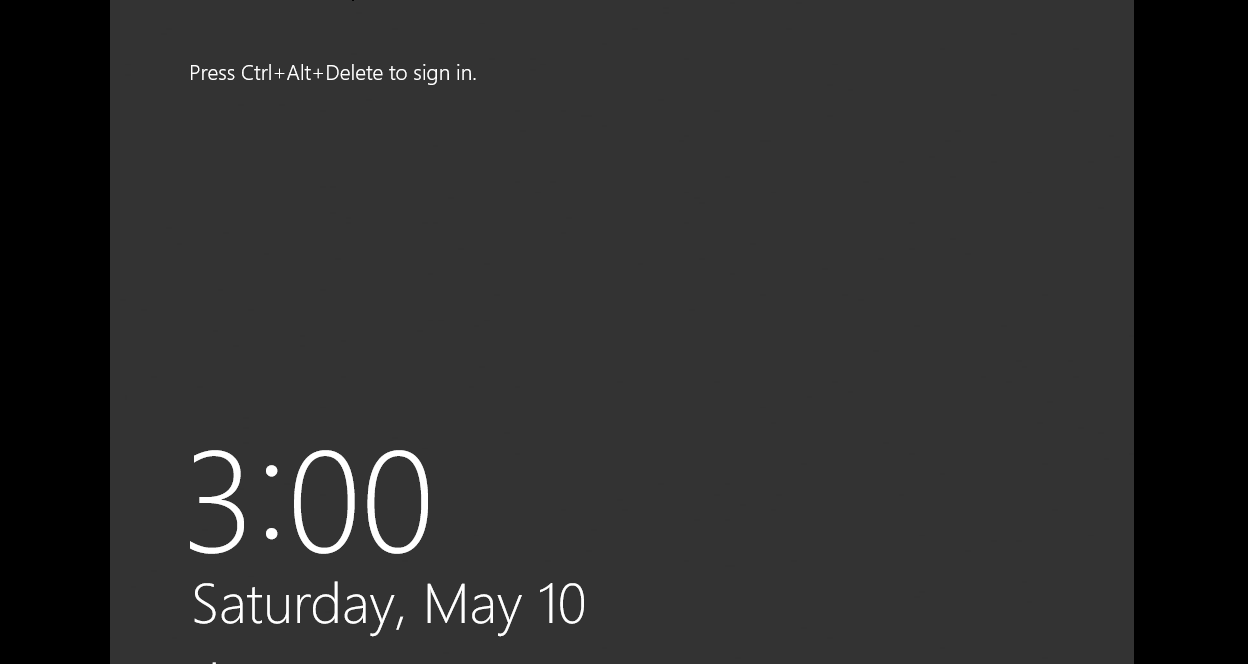 Press Ctrl+Alt+Delete to sign in.
3:00
Saturday, May 10